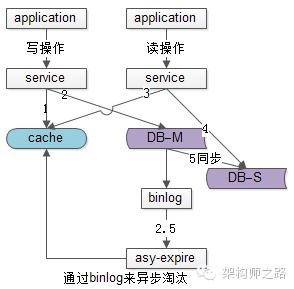 application
application
写操作
读操作
service
service
1
2
3
4
cache
DB-M
5同步
DB-S
binlog
2.5
asy-expire
通过binlog来异步淘汰
架构师之路